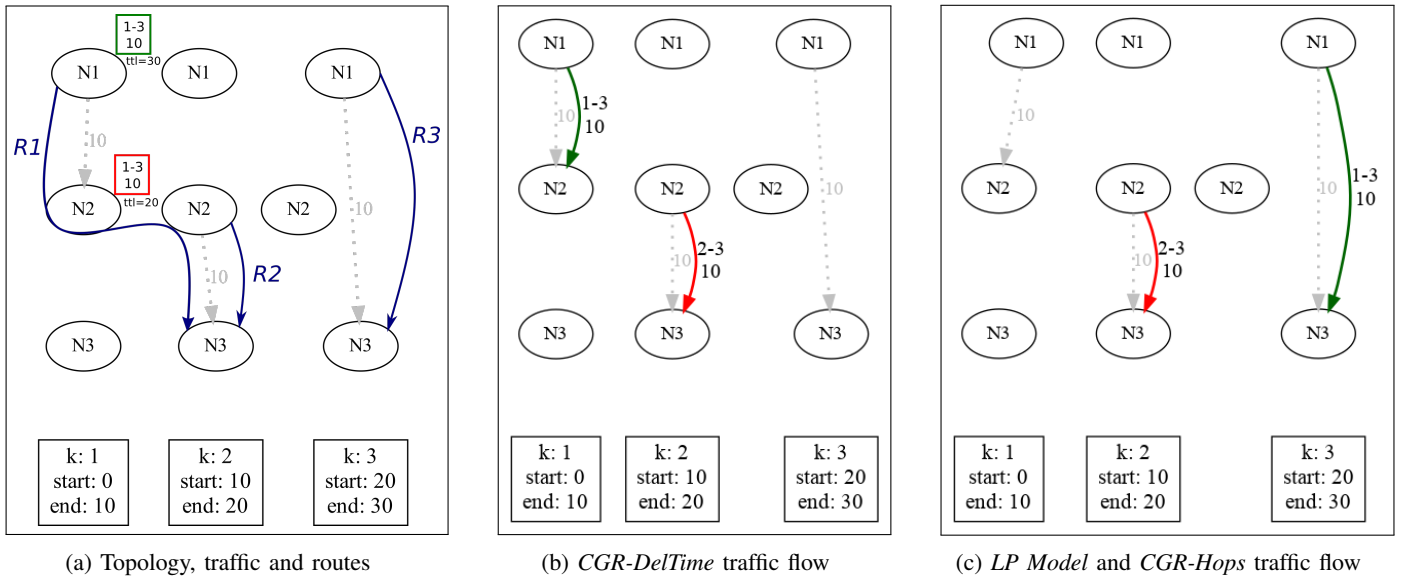 1-3
10
ttl=30
N1
N1
N1
R1
10
R3
1-3
10
ttl=20
N2
N2
N2
10
10
R2
N3
N3
N3
k: 1
start: 0
end: 10
k: 2
start: 10
end: 20
k: 3
start: 20
end: 30
(a) Topology, traffic and routes
N1
N1
N1
10
1-3
10
N2
N2
N2
10
2-3
10
10
N3
N3
N3
k: 1
start: 0
end: 10
k: 2
start: 10
end: 20
k: 3
start: 20
end: 30
(b) CGR-DelTime traffic flow
N1
N1
N1
10
N2
N2
N2
10
1-3
10
10
2-3
10
N3
N3
N3
k: 1
start: 0
end: 10
k: 2
start: 10
end: 20
k: 3
start: 20
end: 30
(c) LP Model and CGR-Hops traffic flow